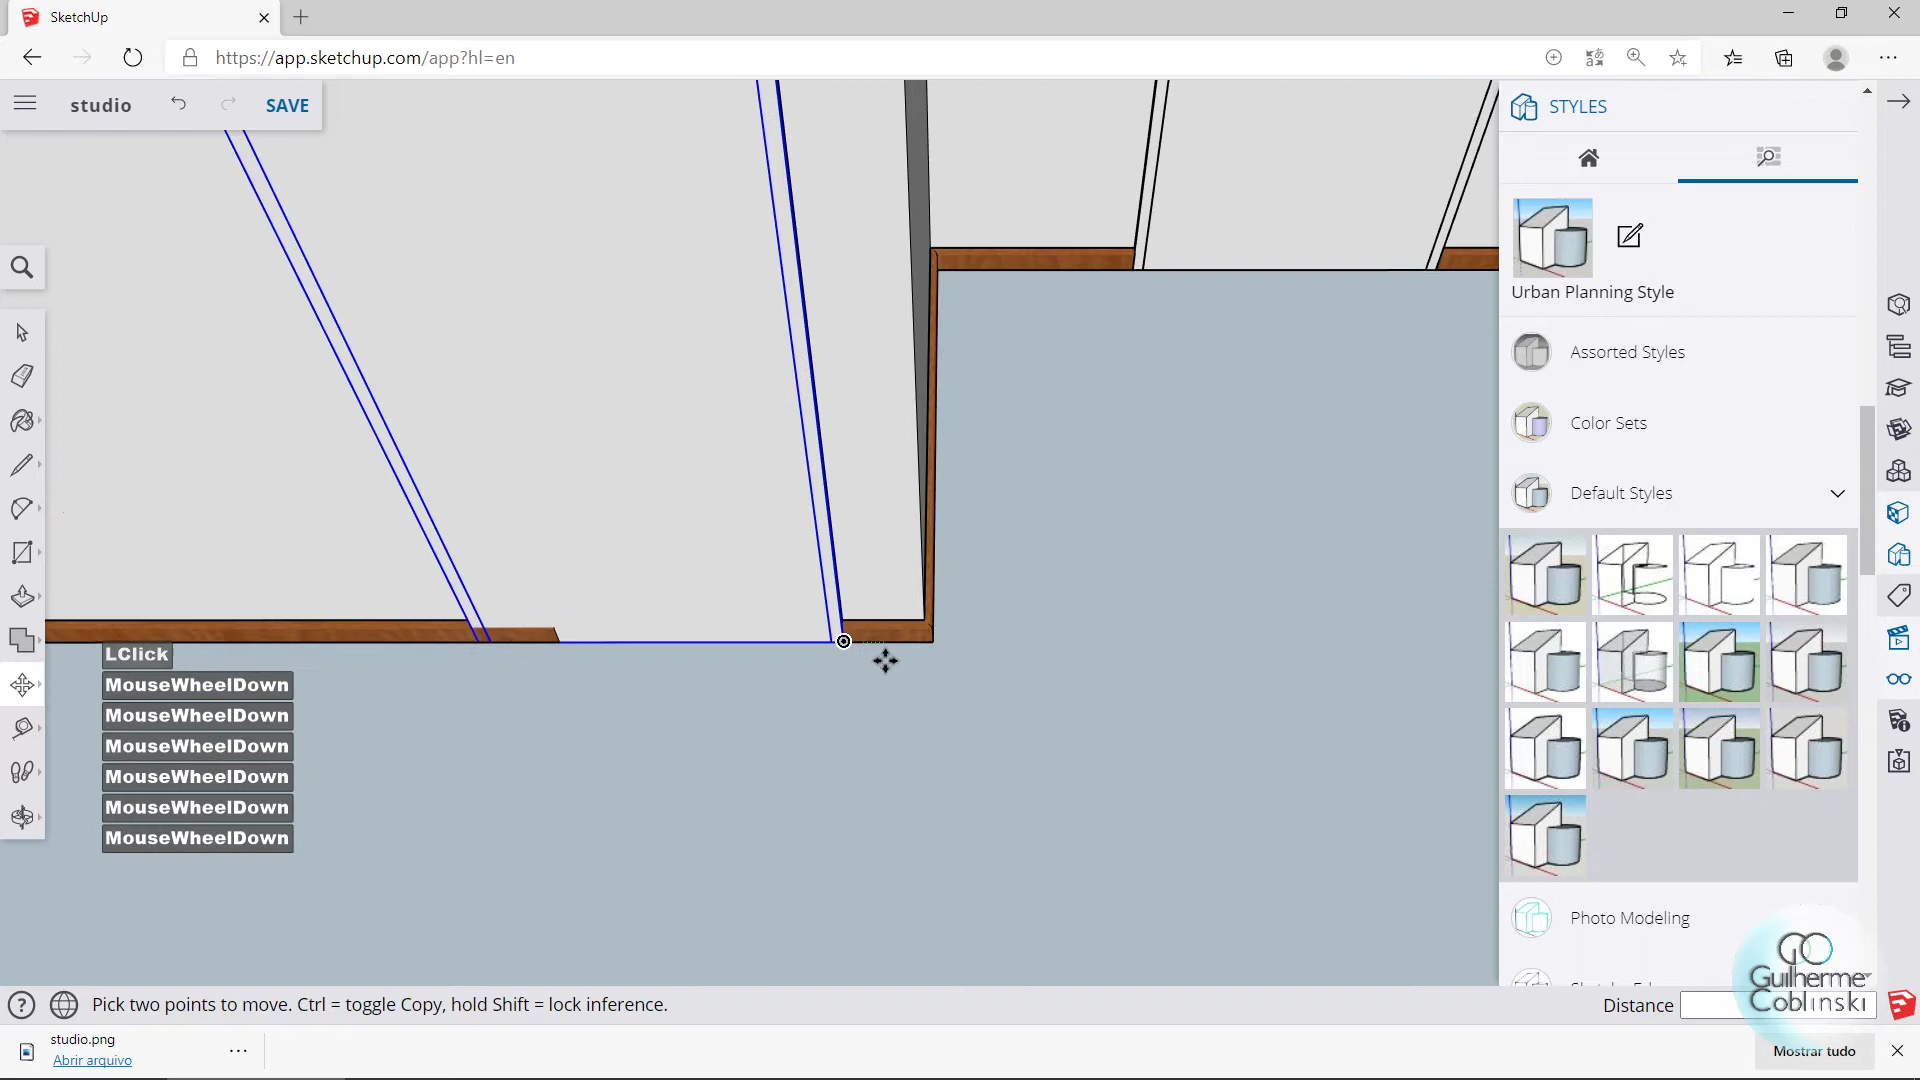 SketchUp
https://app.sketchup.com/app?hl=en
studio
SAVE
STYLES
Urban Planning Style
Assorted Styles
Color Sets
Default Styles
Photo Modeling
LClick
MouseWheelDown
MouseWheelDown
MouseWheelDown
MouseWheelDown
MouseWheelDown
MouseWheelDown
Guilherme
Coblinski
Pick two points to move. Ctrl = toggle Copy, hold Shift = lock inference.
Distance
studio.png
Abrir arquivo
Mostrar tudo